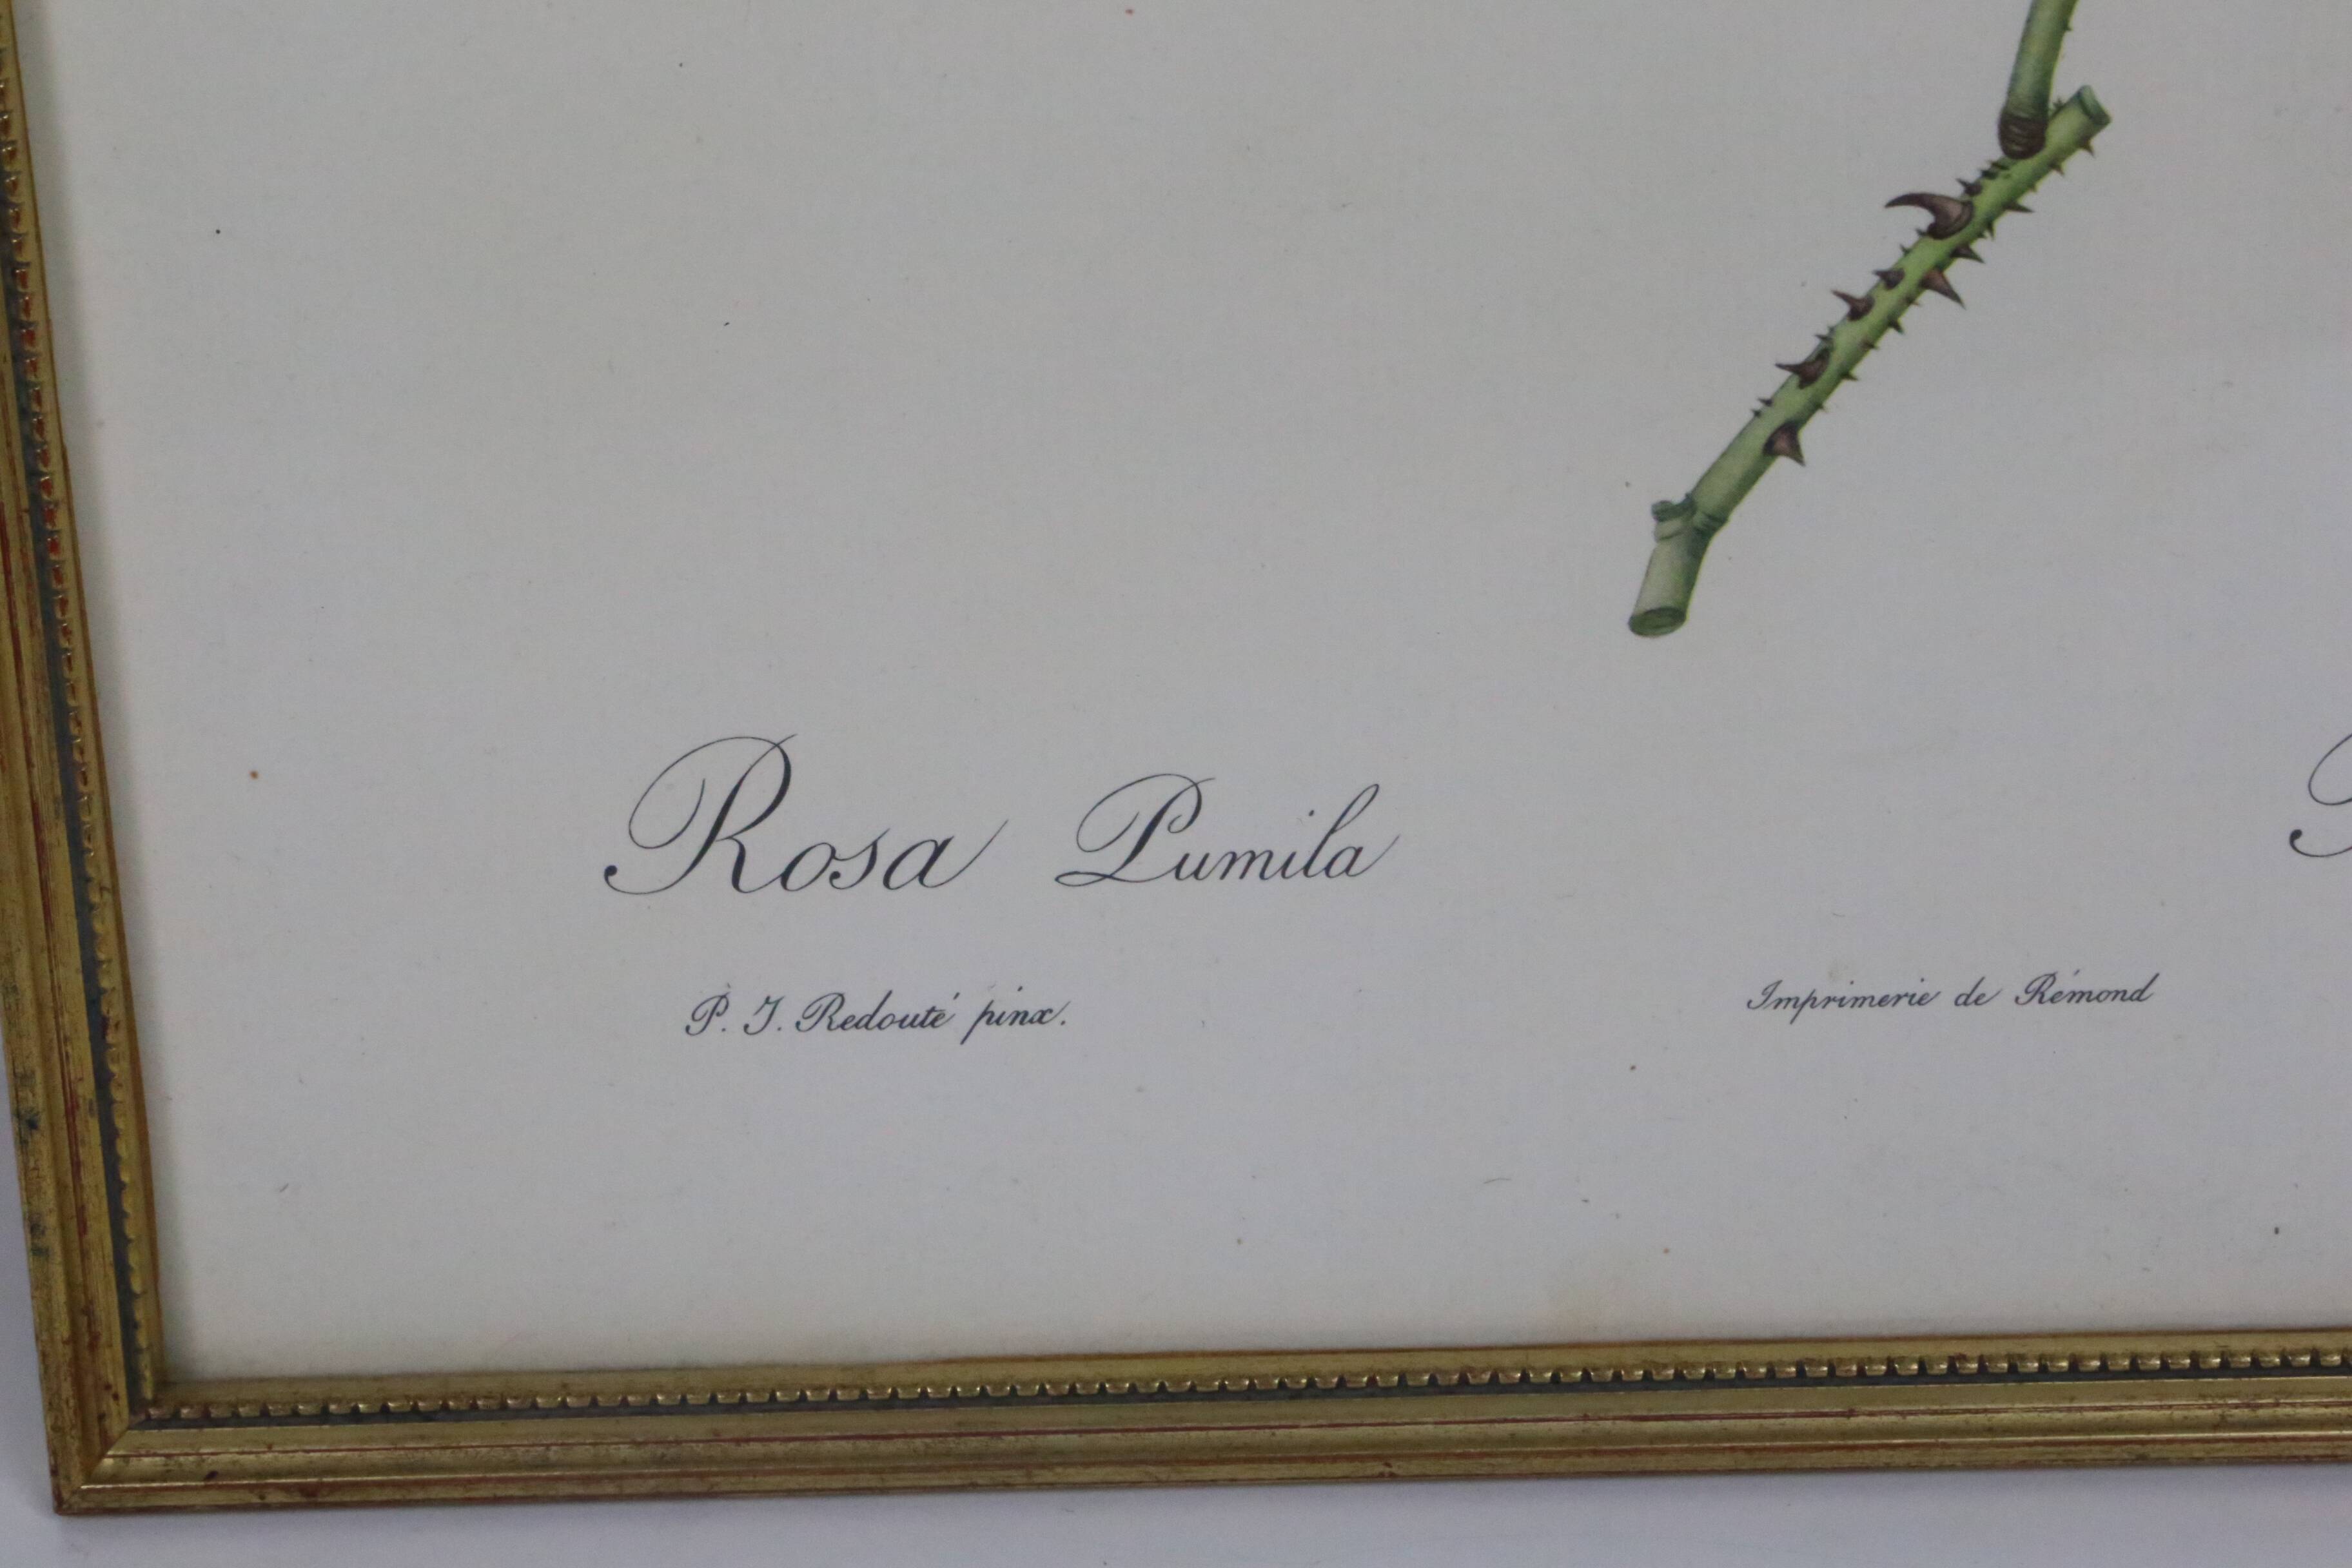 Rosa Pumila
P. J. Redouté pinx.
Imprimerie de Rémond